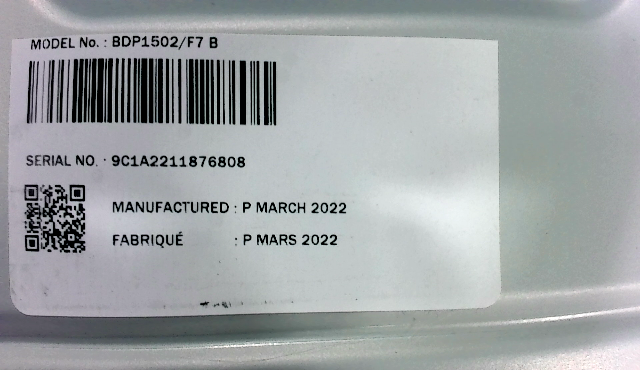 MODEL No. : BDP1502/F7 B
SERIAL NO. : 9C1A2211876808
MANUFACTURED : P MARCH 2022
FABRIQUÉ : P MARS 2022